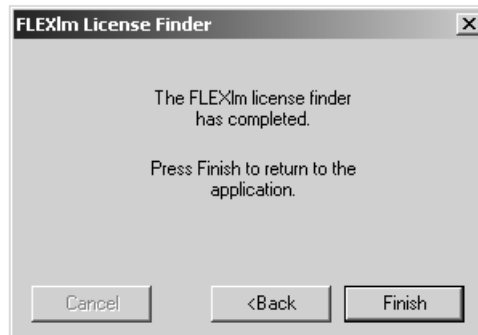 FLEXlm License Finder
The FLEXlm license finder
has completed.
Press Finish to return to the
application.
Cancel
<Back
Finish